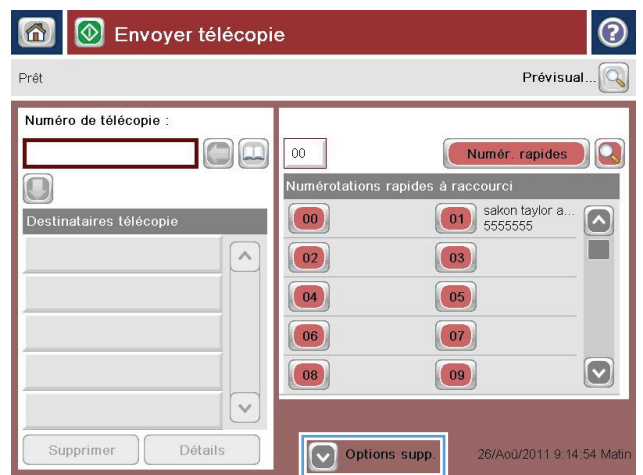 Envoyer télécopie
Prêt
Prévisual...
Numéro de télécopie :
00
Numér. rapides
Numérotations rapides à raccourci
Destinataires télécopie
00
01
sakon taylor a...
5555555
02
03
04
05
06
07
08
09
Supprimer
Détails
Options supp.
26/Aoû/2011 9:14:54 Matin